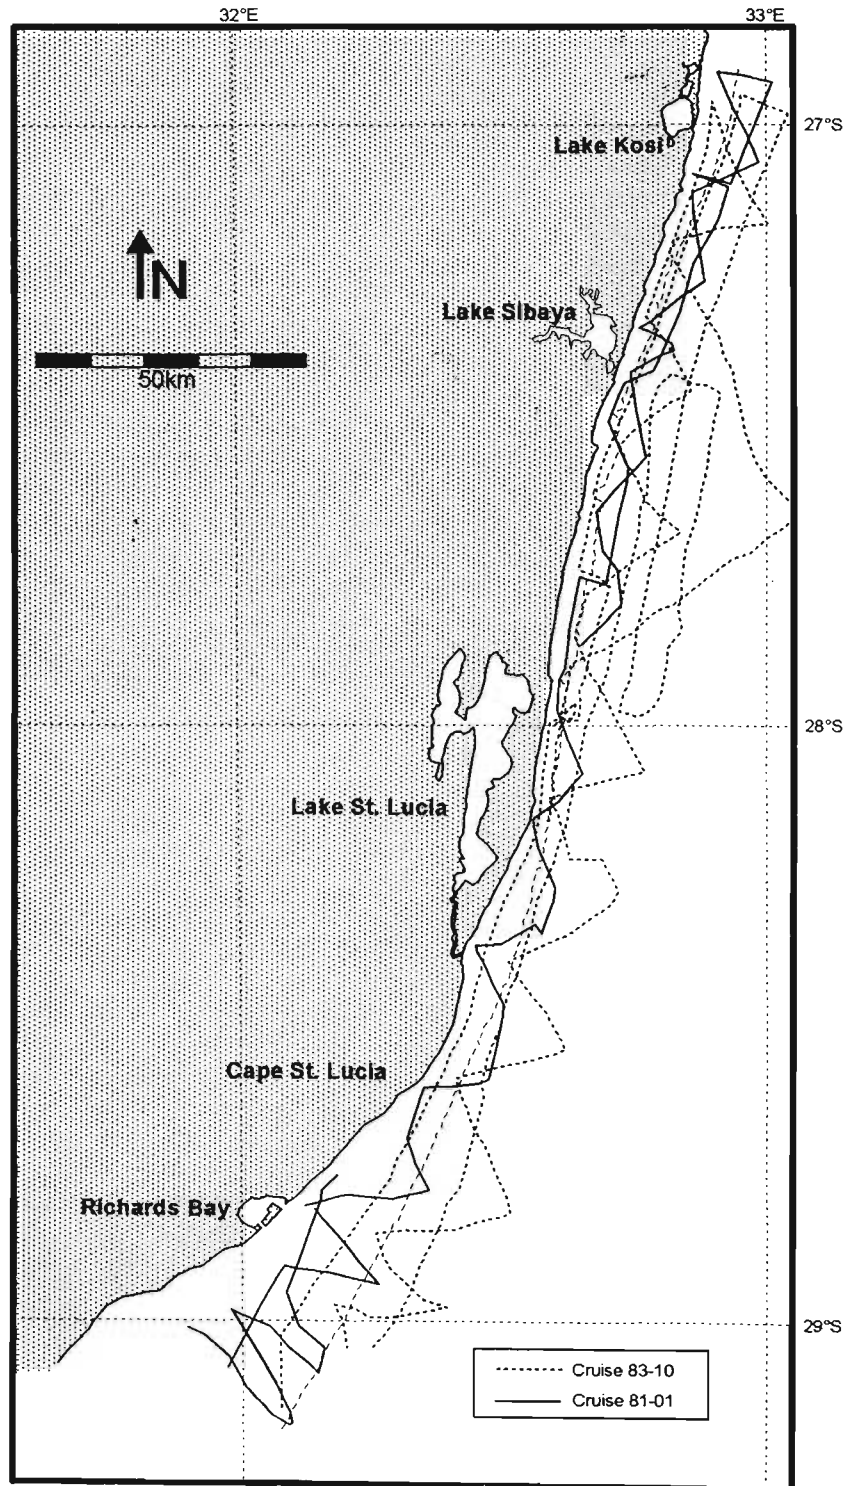 32°E
33°E
27°S
Lake Kosi
N
Lake Sibaya
50km
28°S
Lake St. Lucia
Cape St. Lucia
Richards Bay
29°S
Cruise 83-10
Cruise 81-01